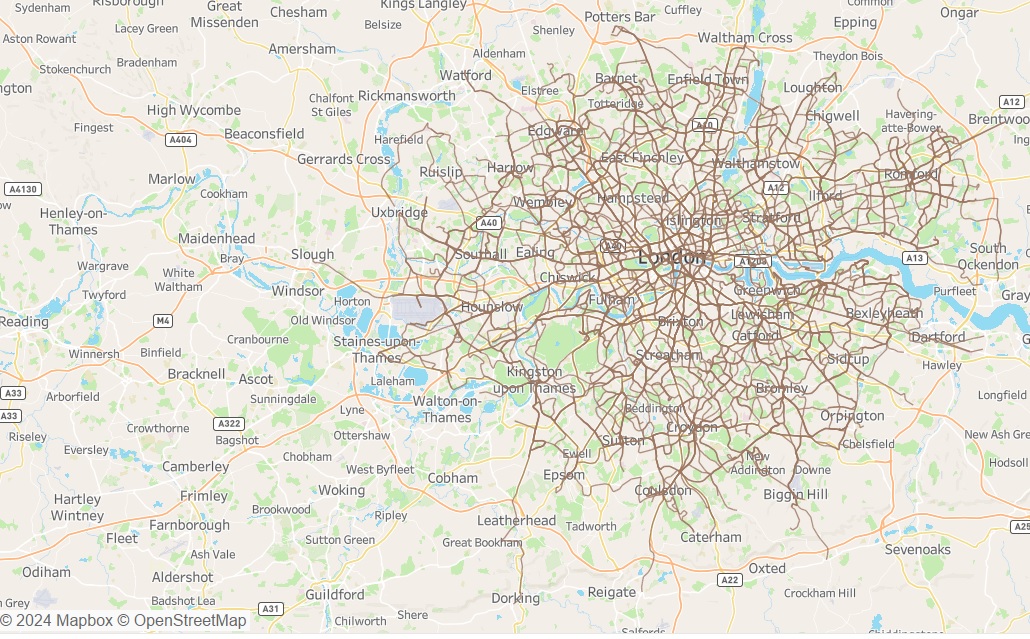 Sydenham
Risborough
Great
Missenden
Chesham
Kings Langley
Belsize
Potters Bar
Cuffley
Common
Epping
Ongar
Aston Rowant
Lacey Green
Shenley
Waltham Cross
Amersham
Aldenham
Theydon Bois
Stokenchurch
Bradenham
Watford
Barnet
Enfield Town
Loughton
ngton
High Wycombe
Chalfont
St Giles
Rickmansworth
Elstree
Totteridge
A12
Fingest
Beaconsfield
Chigwell
Havering-
atte-Bower
Brentwood
A404
Harefield
Edgware
A10
Ing
Gerrards Cross
East Finchley
Walthamstow
Marlow
Ruislip
Harrow
Romford
A4130
Cookham
Wembley
Hampstead
A12
Ilford
ow
Henley-on-
Thames
Uxbridge
A40
Islington
Stratford
Maidenhead
Bray
Slough
Southall
Ealing
A40
London
A1203
A13
South
Ockendon
Wargrave
White
Waltham
Chiswick
Twyford
Windsor
Horton
Hounslow
Fulham
Greenwich
Purfleet
Gray
Reading
M4
Old Windsor
Brixton
Lewisham
Bexleyheath
Winnersh
Binfield
Cranbourne
Staines-upon-
Thames
Catford
Dartford
G
Streatham
Sidcup
Hawley
Bracknell
Ascot
Laleham
Kingston
upon Thames
Bromley
A33
Arborfield
Sunningdale
Walton-on-
Thames
Longfield
A33
Lyne
Beddington
Orpington
Riseley
Crowthorne
A322
Bagshot
Ottershaw
Sutton
Croydon
Chelsfield
New Ash Gre
Eversley
Chobham
Ewell
New
Addington
Downe
Hodsoll
Camberley
West Byfleet
Cobham
Epsom
Hartley
Wintney
Frimley
Woking
Coulsdon
Biggin Hill
Brookwood
Ripley
Farnborough
Leatherhead
Tadworth
A25
Fleet
Sutton Green
Great Bookham
Caterham
Ash Vale
Sevenoaks
Odiham
Aldershot
Oxted
A22
Guildford
Dorking
Reigate
Crockham Hill
h Grey
Badshot Lea
A31
Shere
© 2024 Mapbox © OpenStreetMap
Chilworth
Salfords
Chiddingstone